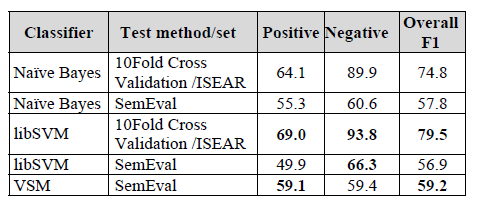 Classifier Test method/set Positive Negative Overall F1
Naïve Bayes 10Fold Cross Validation /ISEAR 64.1 89.9 74.8
Naïve Bayes SemEval 55.3 60.6 57.8
libSVM 10Fold Cross Validation /ISEAR 69.0 93.8 79.5
libSVM SemEval 49.9 66.3 56.9
VSM SemEval 59.1 59.4 59.2